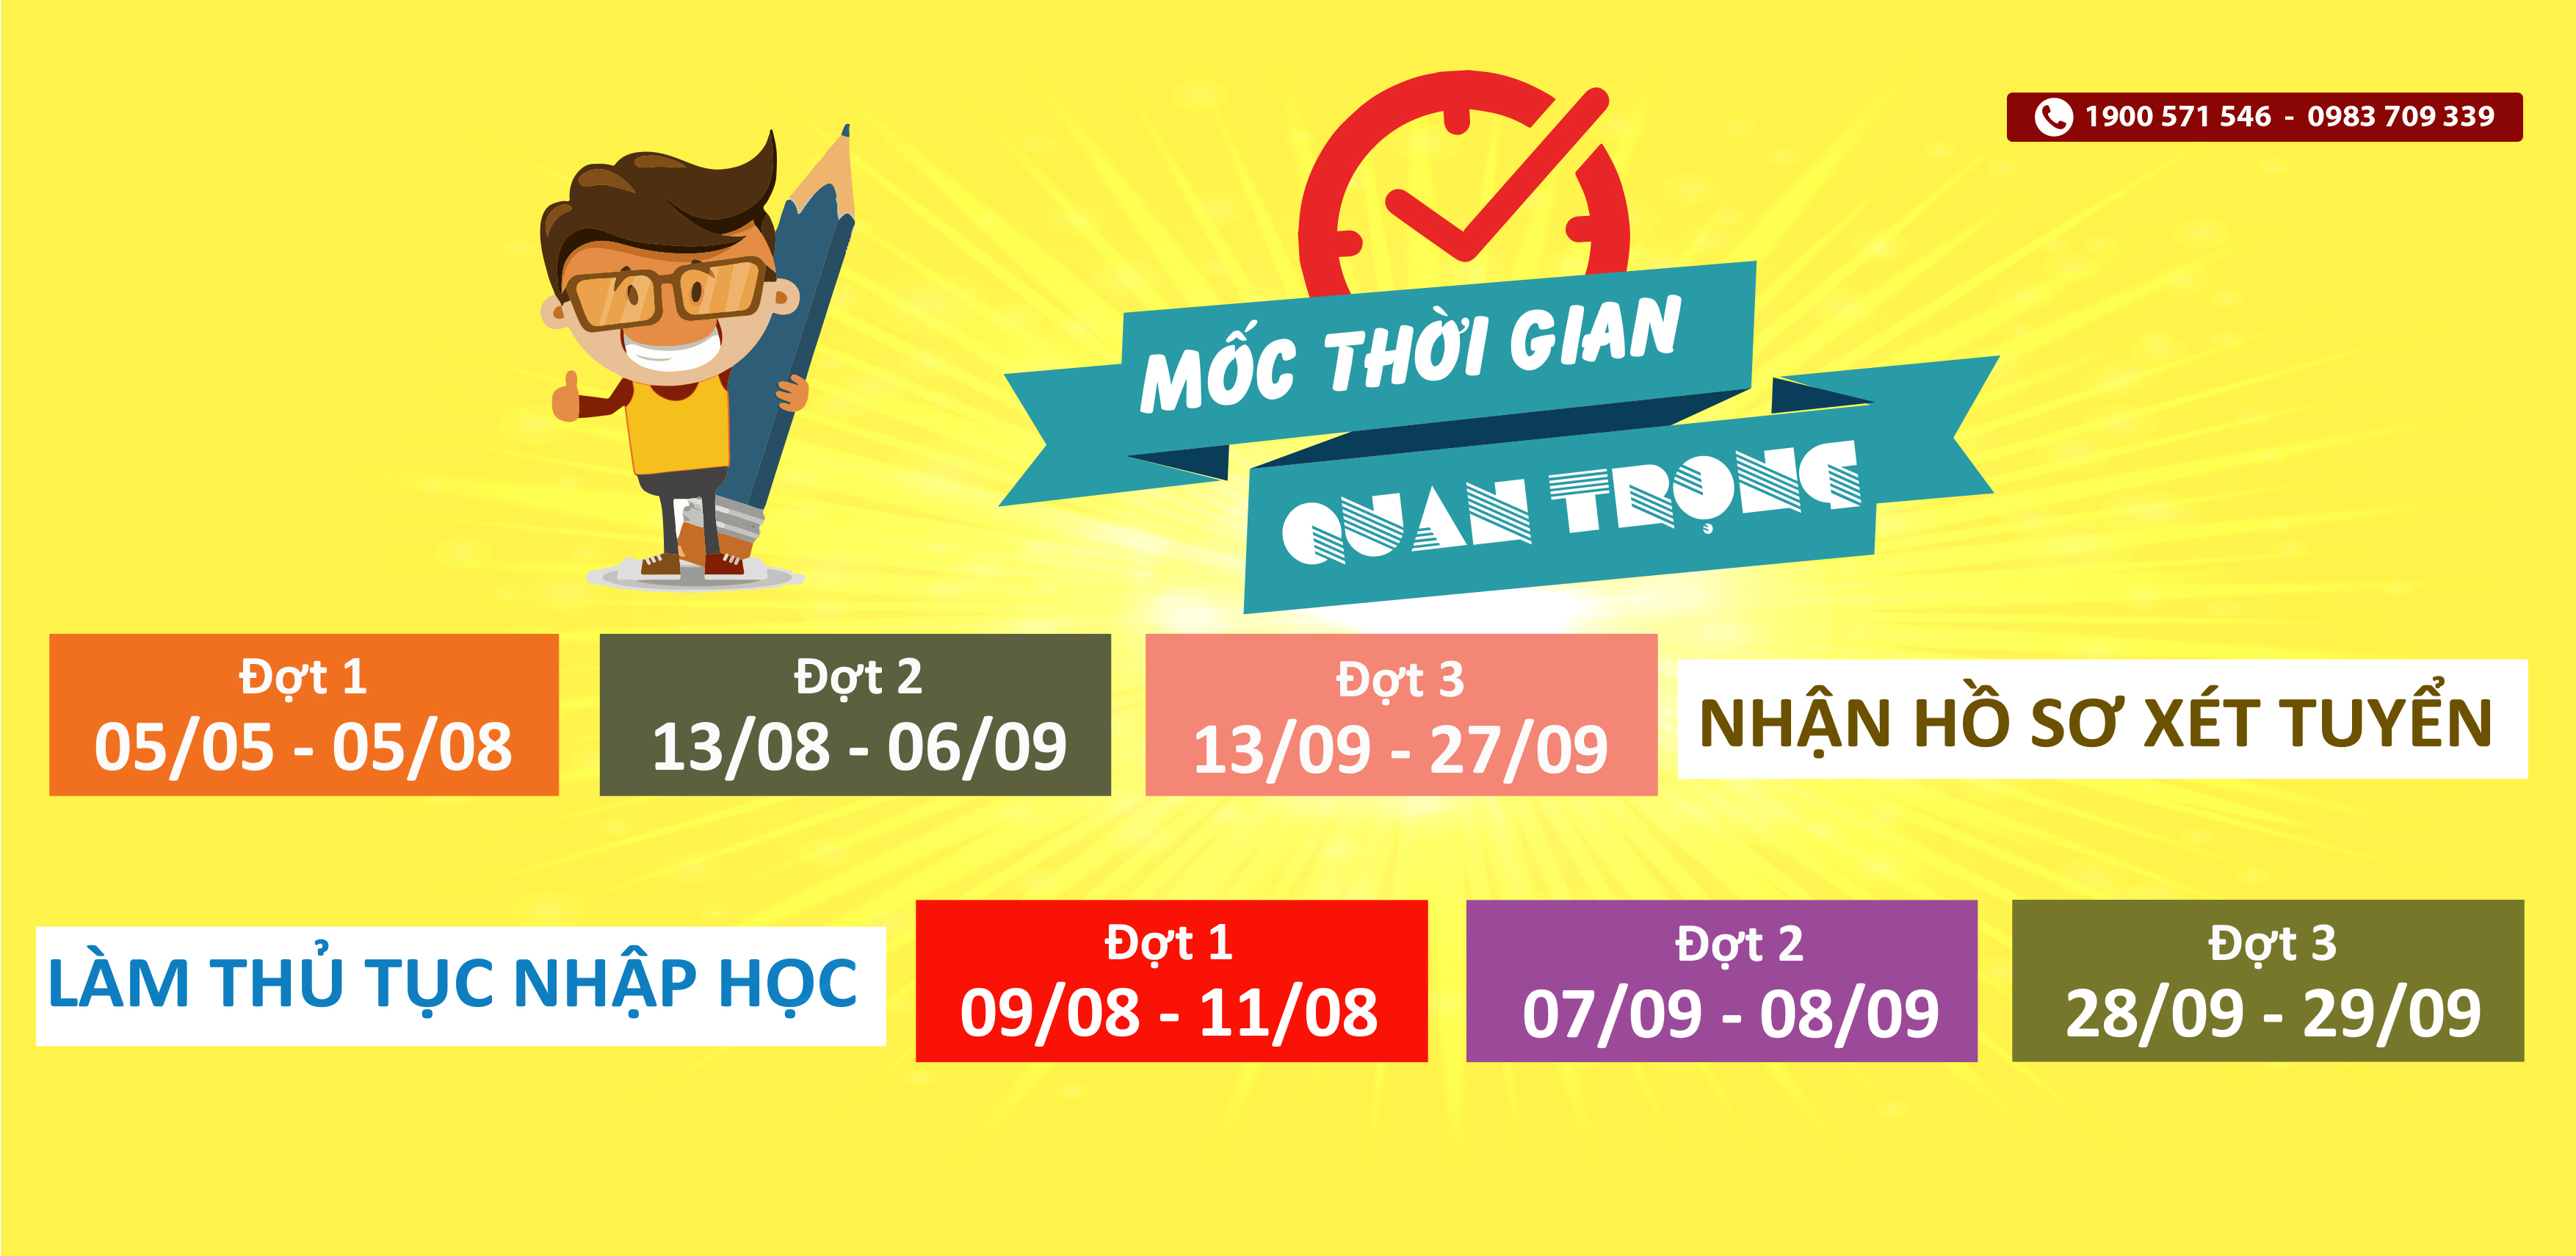 1900 571 546 - 0983 709 339
MỐC THỜI GIAN
QUAN TRỌNG
Đợt 1
05/05 - 05/08
Đợt 2
13/08 - 06/09
Đợt 3
13/09 - 27/09
NHẬN HỒ SƠ XÉT TUYỂN
LÀM THỦ TỤC NHẬP HỌC
Đợt 1
09/08 - 11/08
Đợt 2
07/09 - 08/09
Đợt 3
28/09 - 29/09